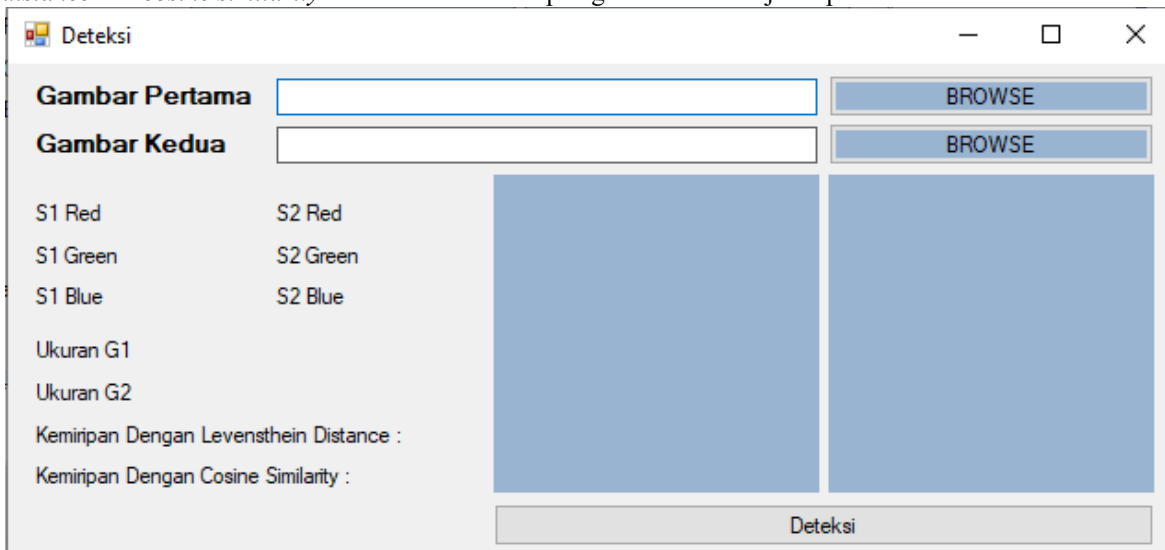 Deteksi
Gambar Pertama BROWSE
Gambar Kedua BROWSE
S1 Red S2 Red
S1 Green S2 Green
S1 Blue S2 Blue
Ukuran G1
Ukuran G2
Kemiripan Dengan Levensthein Distance :
Kemiripan Dengan Cosine Similarity :
Deteksi